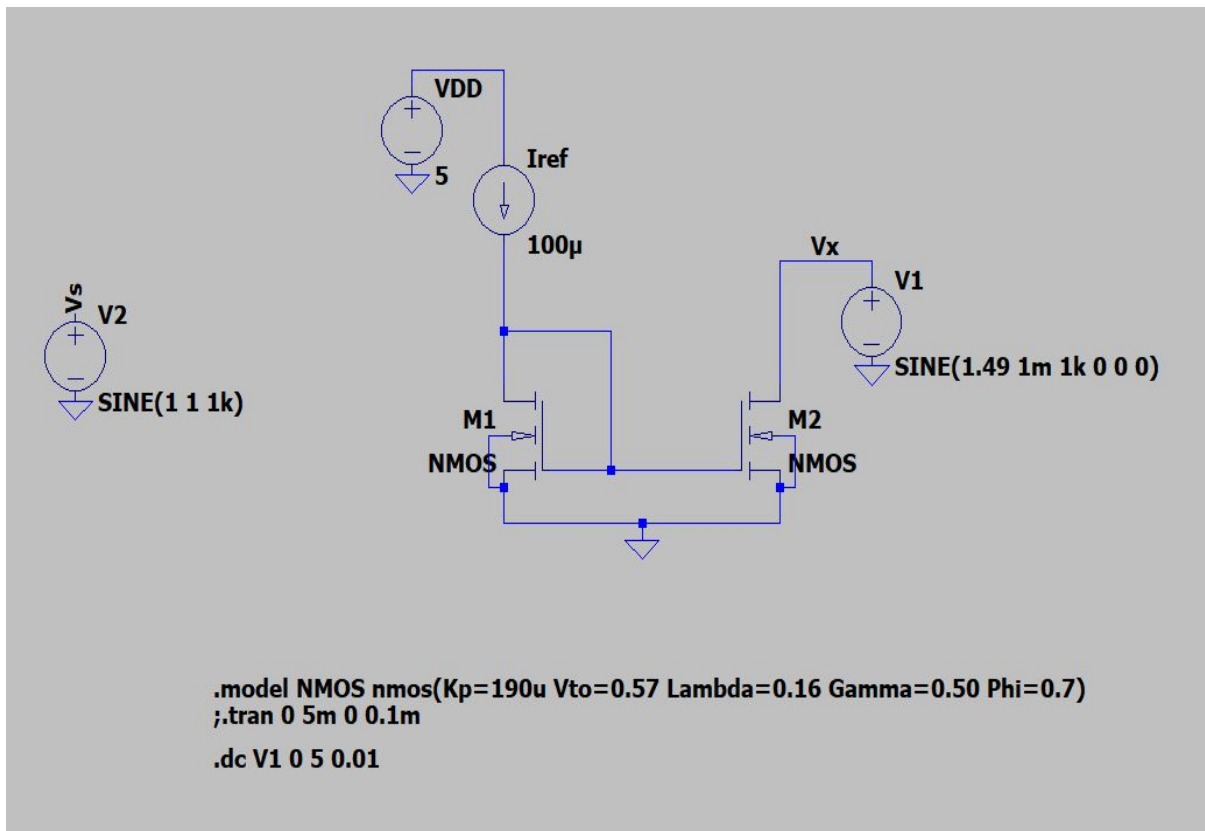 VDD
5
Iref
100µ
Vx
V1
SINE(1.49 1m 1k 0 0 0)
Vs
V2
SINE(1 1 1k)
M1
NMOS
M2
NMOS
.model NMOS nmos(Kp=190u Vto=0.57 Lambda=0.16 Gamma=0.50 Phi=0.7)
;.tran 0 5m 0 0.1m
.dc V1 0 5 0.01